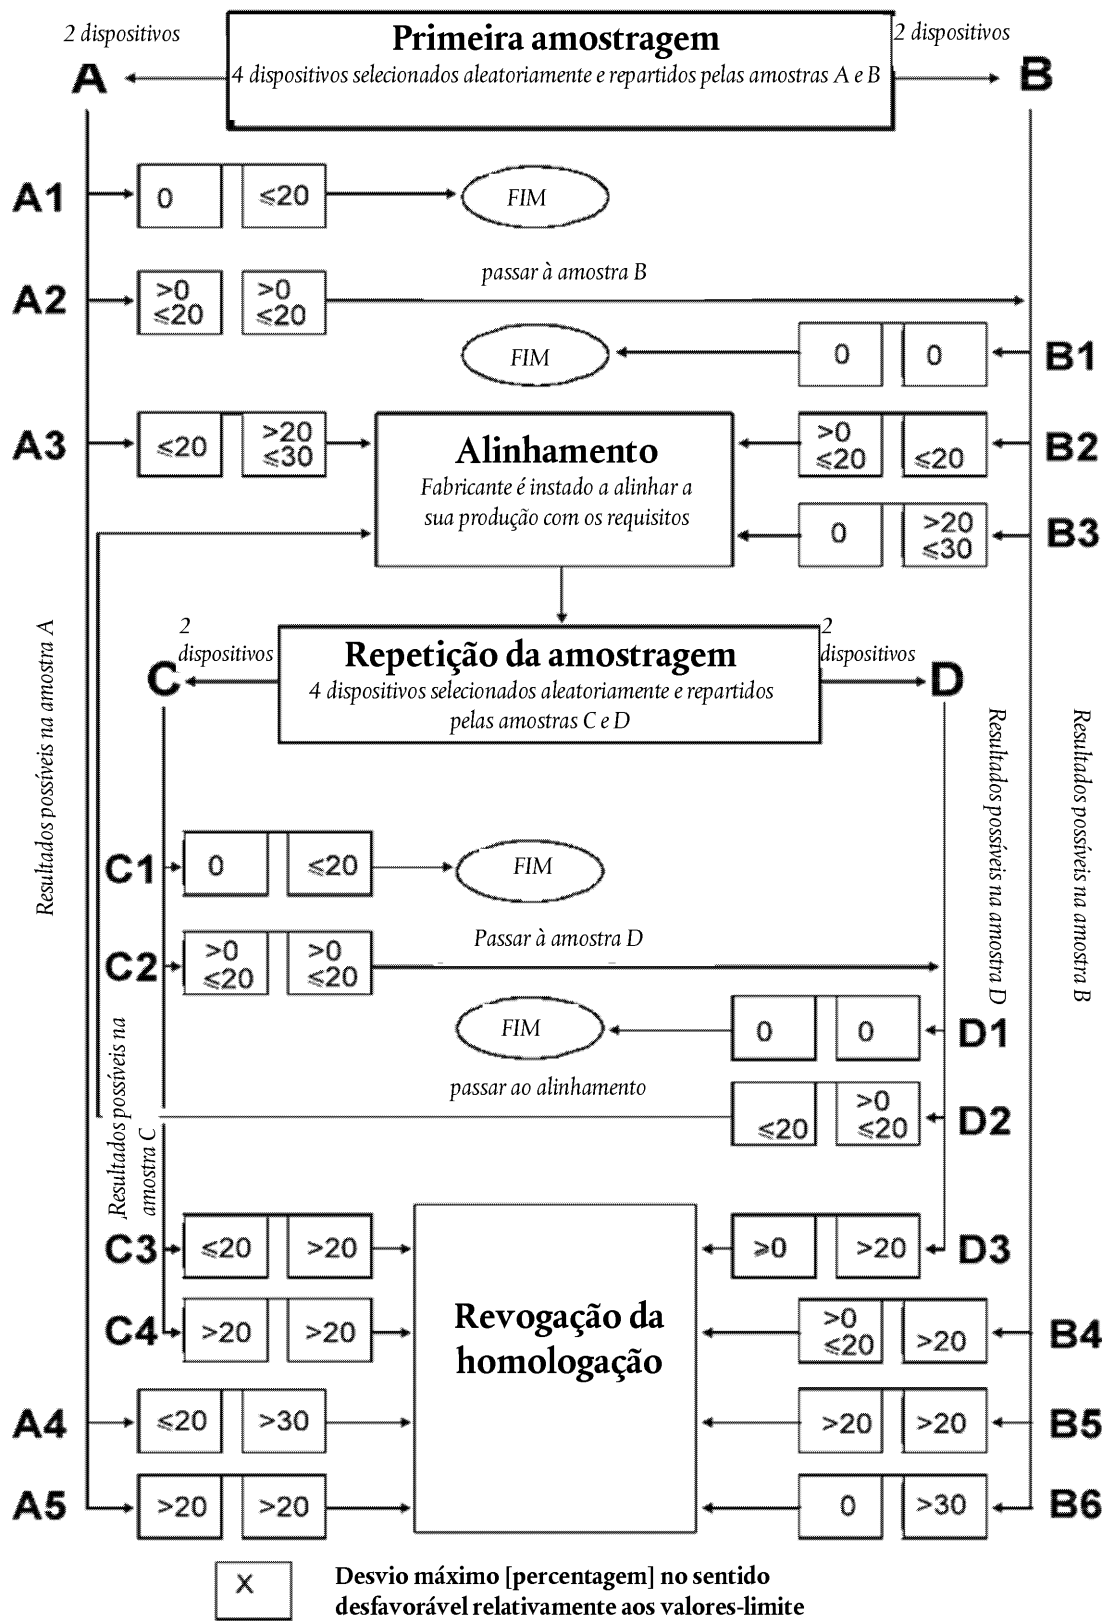 2 dispositivos
Primeira amostragem
2 dispositivos
A
4 dispositivos selecionados aleatoriamente e repartidos pelas amostras A e B
B
A1
0
≤20
FIM
A2
>0
≤20
>0
≤20
passar à amostra B
FIM
0
0
B1
A3
≤20
>20
≤30
Alinhamento
Fabricante é instado a alinhar a
sua produção com os requisitos
>0
≤20
≤20
B2
0
>20
≤30
B3
Resultados possíveis na amostra A
C
2
dispositivos
Repetição da amostragem
4 dispositivos selecionados aleatoriamente e repartidos
pelas amostras C e D
2
dispositivos
D
Resultados possíveis na amostra D
Resultados possíveis na amostra B
C1
0
≤20
FIM
C2
>0
≤20
>0
≤20
Passar à amostra D
FIM
0
0
D1
Resultados possíveis na
amostra C
passar ao alinhamento
≤20
>0
≤20
D2
C3
≤20
>20
Revogação da
homologação
≥0
>20
D3
C4
>20
>20
>0
≤20
>20
B4
A4
≤20
>30
>20
>20
B5
A5
>20
>20
0
>30
B6
X
Desvio máximo [percentagem] no sentido
desfavorável relativamente aos valores-limite